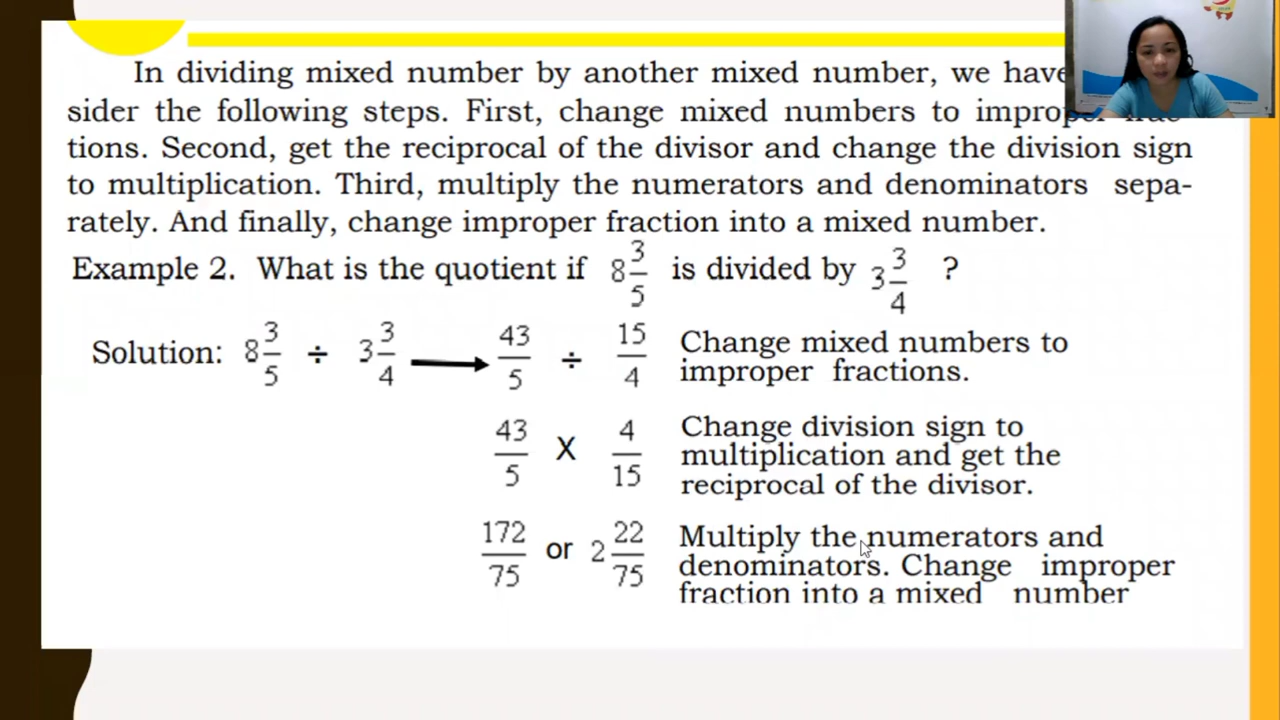 In dividing mixed number by another mixed number, we have
sider the following steps. First, change mixed numbers to improper frac-
tions. Second, get the reciprocal of the divisor and change the division sign
to multiplication. Third, multiply the numerators and denominators sepa-
rately. And finally, change improper fraction into a mixed number.
Example 2. What is the quotient if 8 3/5 is divided by 3 3/4 ?
Solution: 8 3/5 ÷ 3 3/4 → 43/5 ÷ 15/4
Change mixed numbers to
improper fractions.
43/5 X 4/15
Change division sign to
multiplication and get the
reciprocal of the divisor.
172/75 or 2 22/75
Multiply the numerators and
denominators. Change improper
fraction into a mixed number